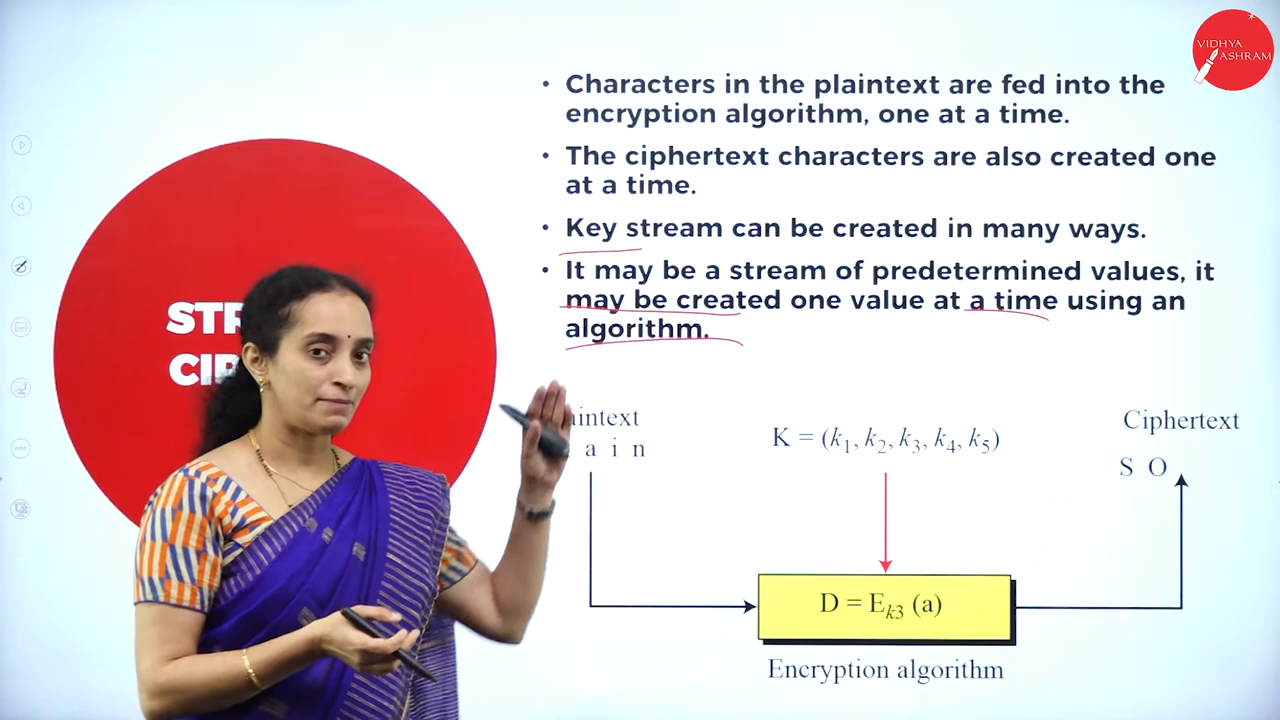 VIDHYA
ASHRAM
• Characters in the plaintext are fed into the
encryption algorithm, one at a time.
• The ciphertext characters are also created one
at a time.
• Key stream can be created in many ways.
• It may be a stream of predetermined values, it
may be created one value at a time using an
algorithm.
a i n
K = (k1, k2, k3, k4, k5)
Ciphertext
S O
D = Ek3 (a)
Encryption algorithm